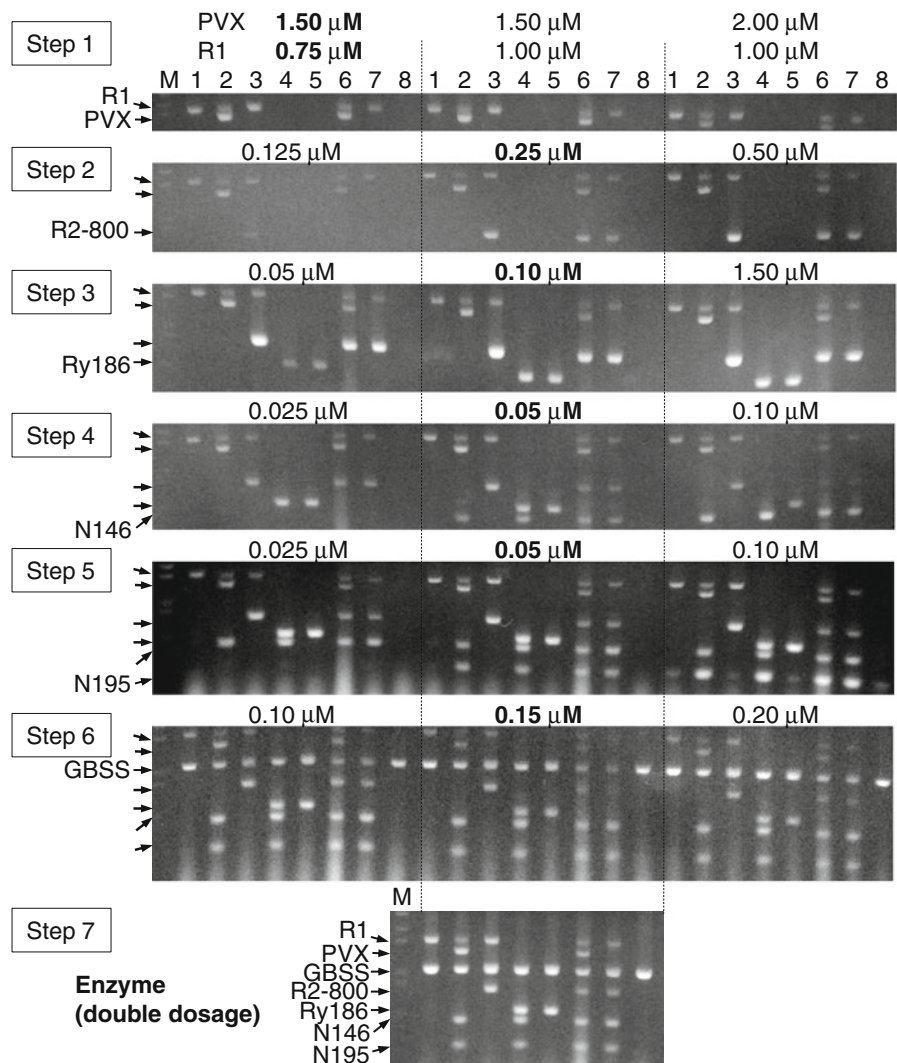 Step 1
PVX 1.50 µM 1.50 µM 2.00 µM
R1 0.75 µM 1.00 µM 1.00 µM
M 1 2 3 4 5 6 7 8 1 2 3 4 5 6 7 8 1 2 3 4 5 6 7 8
R1
PVX
Step 2
0.125 µM 0.25 µM 0.50 µM
R2-800
Step 3
0.05 µM 0.10 µM 1.50 µM
Ry186
Step 4
0.025 µM 0.05 µM 0.10 µM
N146
Step 5
0.025 µM 0.05 µM 0.10 µM
N195
Step 6
0.10 µM 0.15 µM 0.20 µM
GBSS
Step 7
M
Enzyme
(double dosage)
R1
PVX
GBSS
R2-800
Ry186
N146
N195